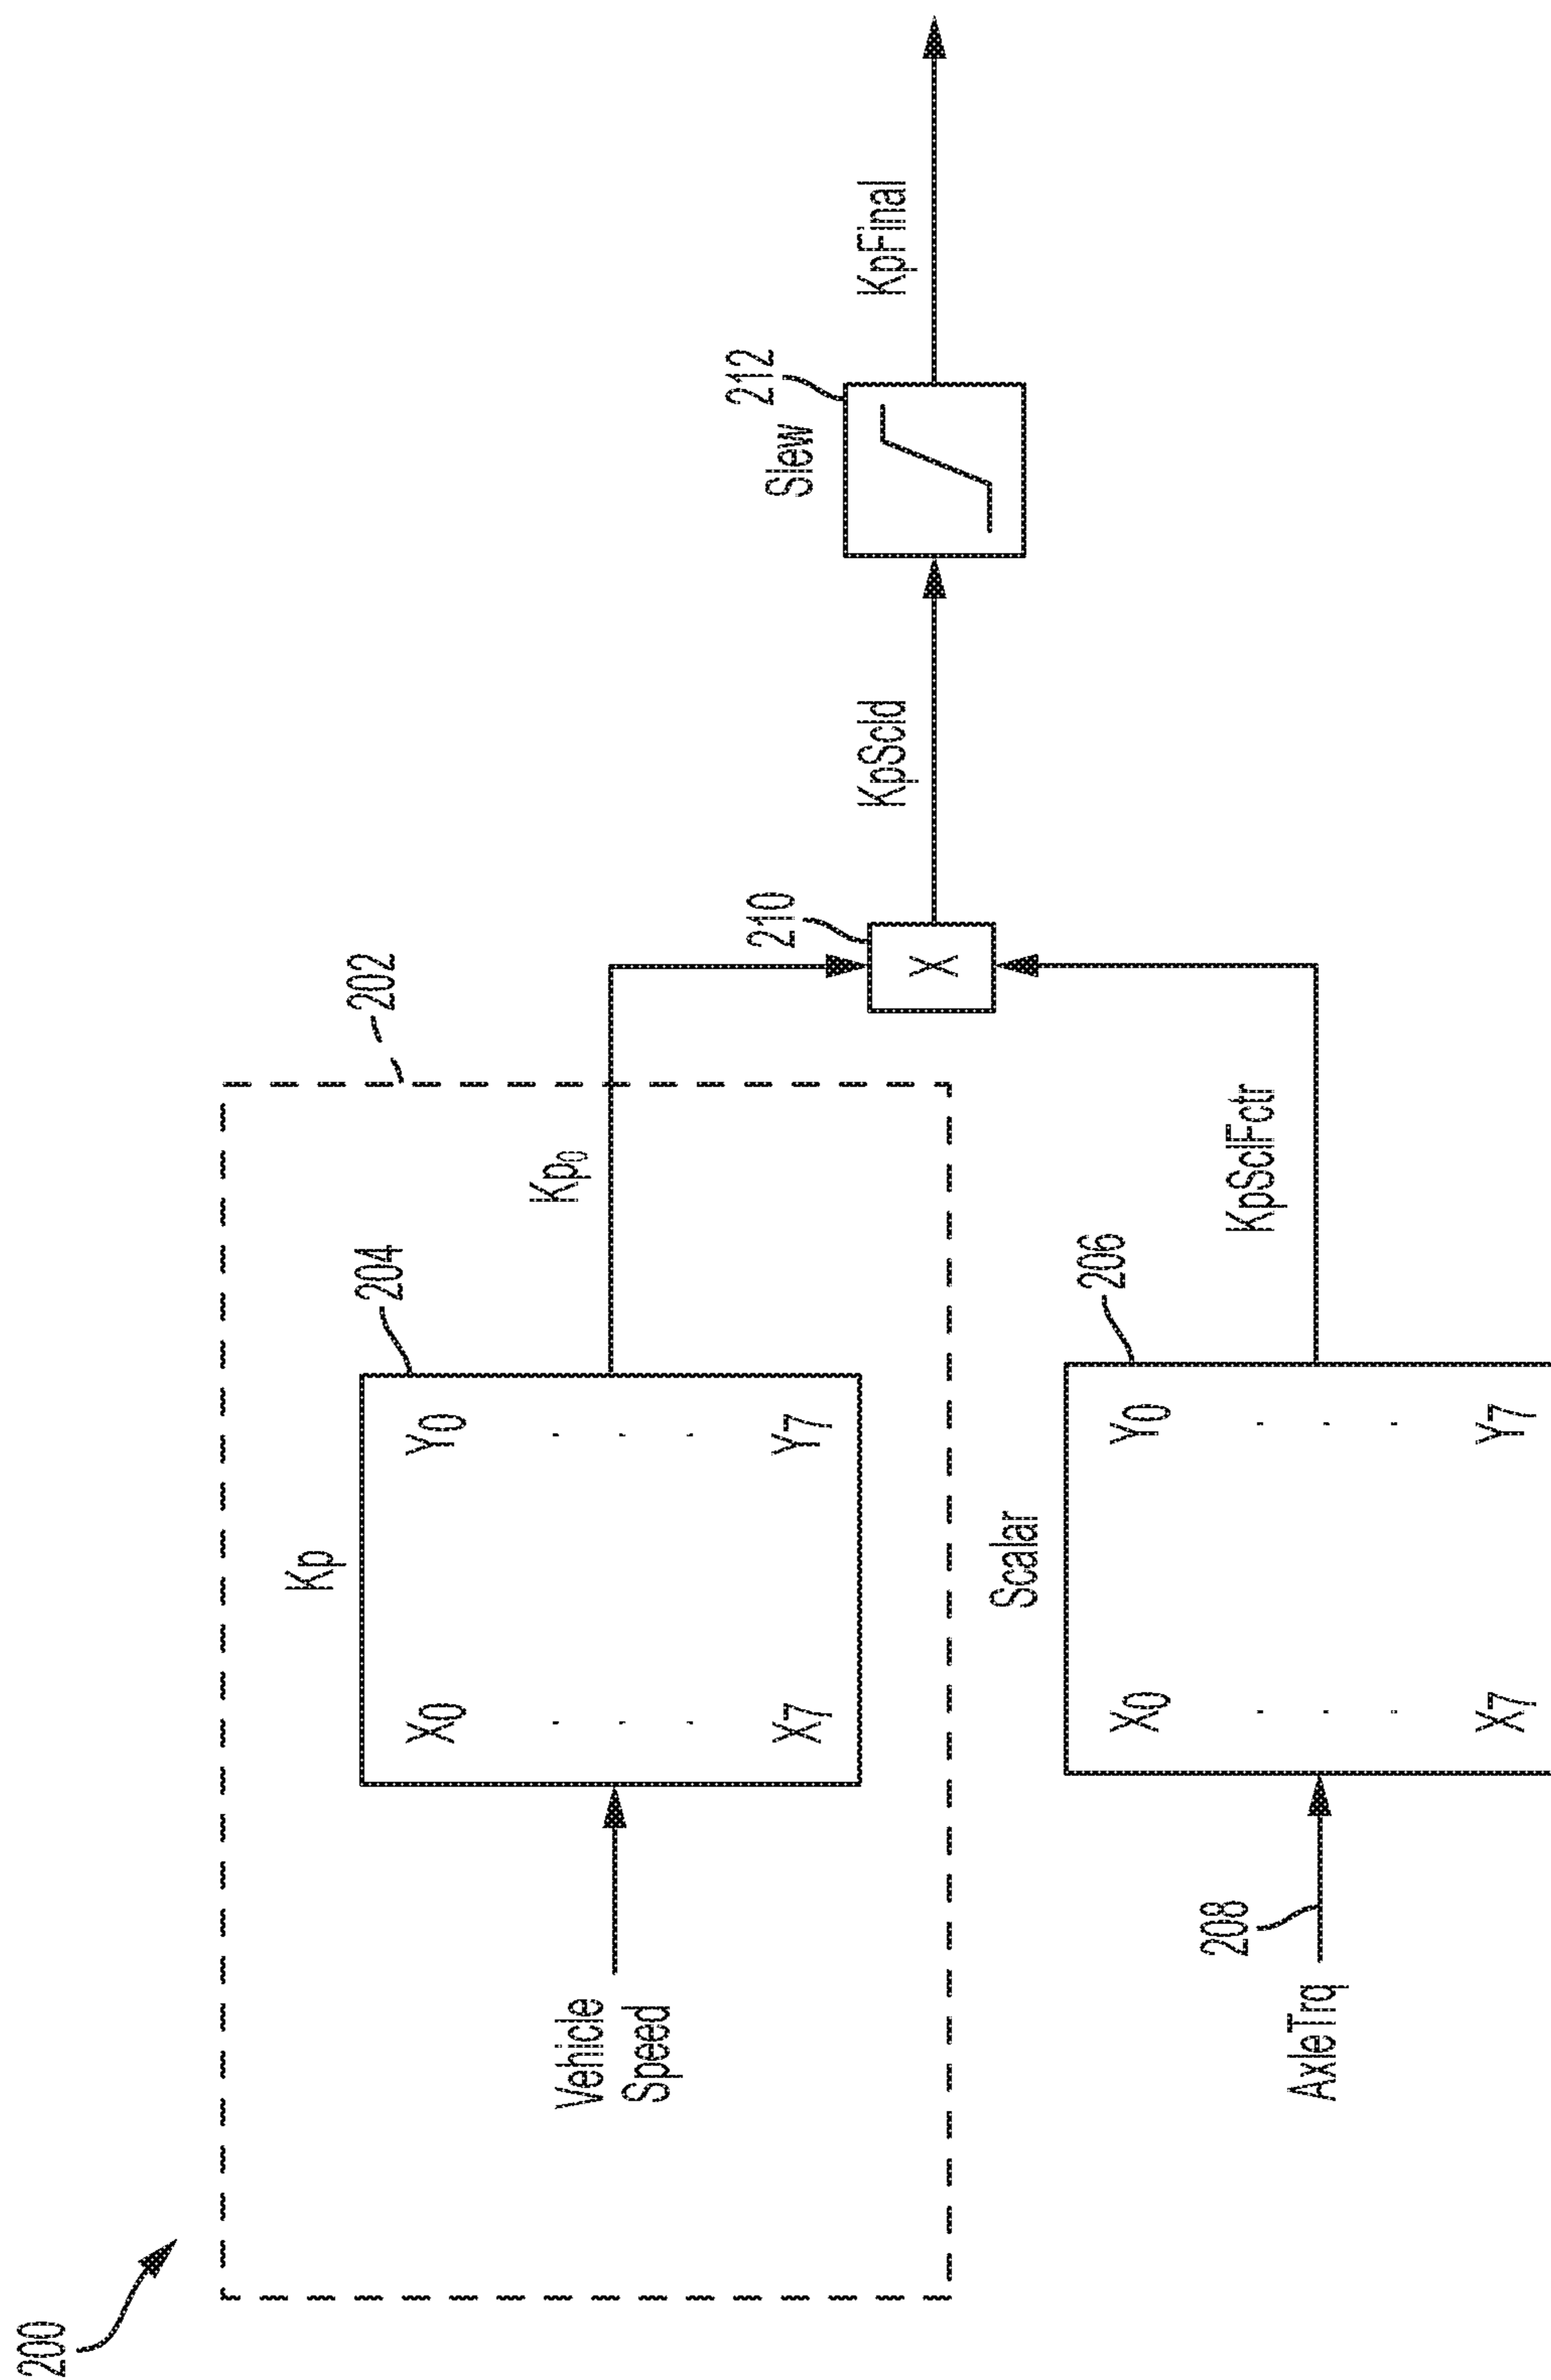 200
202
Kp
204
X0 Y0
X7 Y7
Vehicle
Speed
Kp0
210
X
KpScld
Slew
212
KpFinal
Scalar
206
X0 Y0
X7 Y7
208
AxleTrq
KpSclFctr